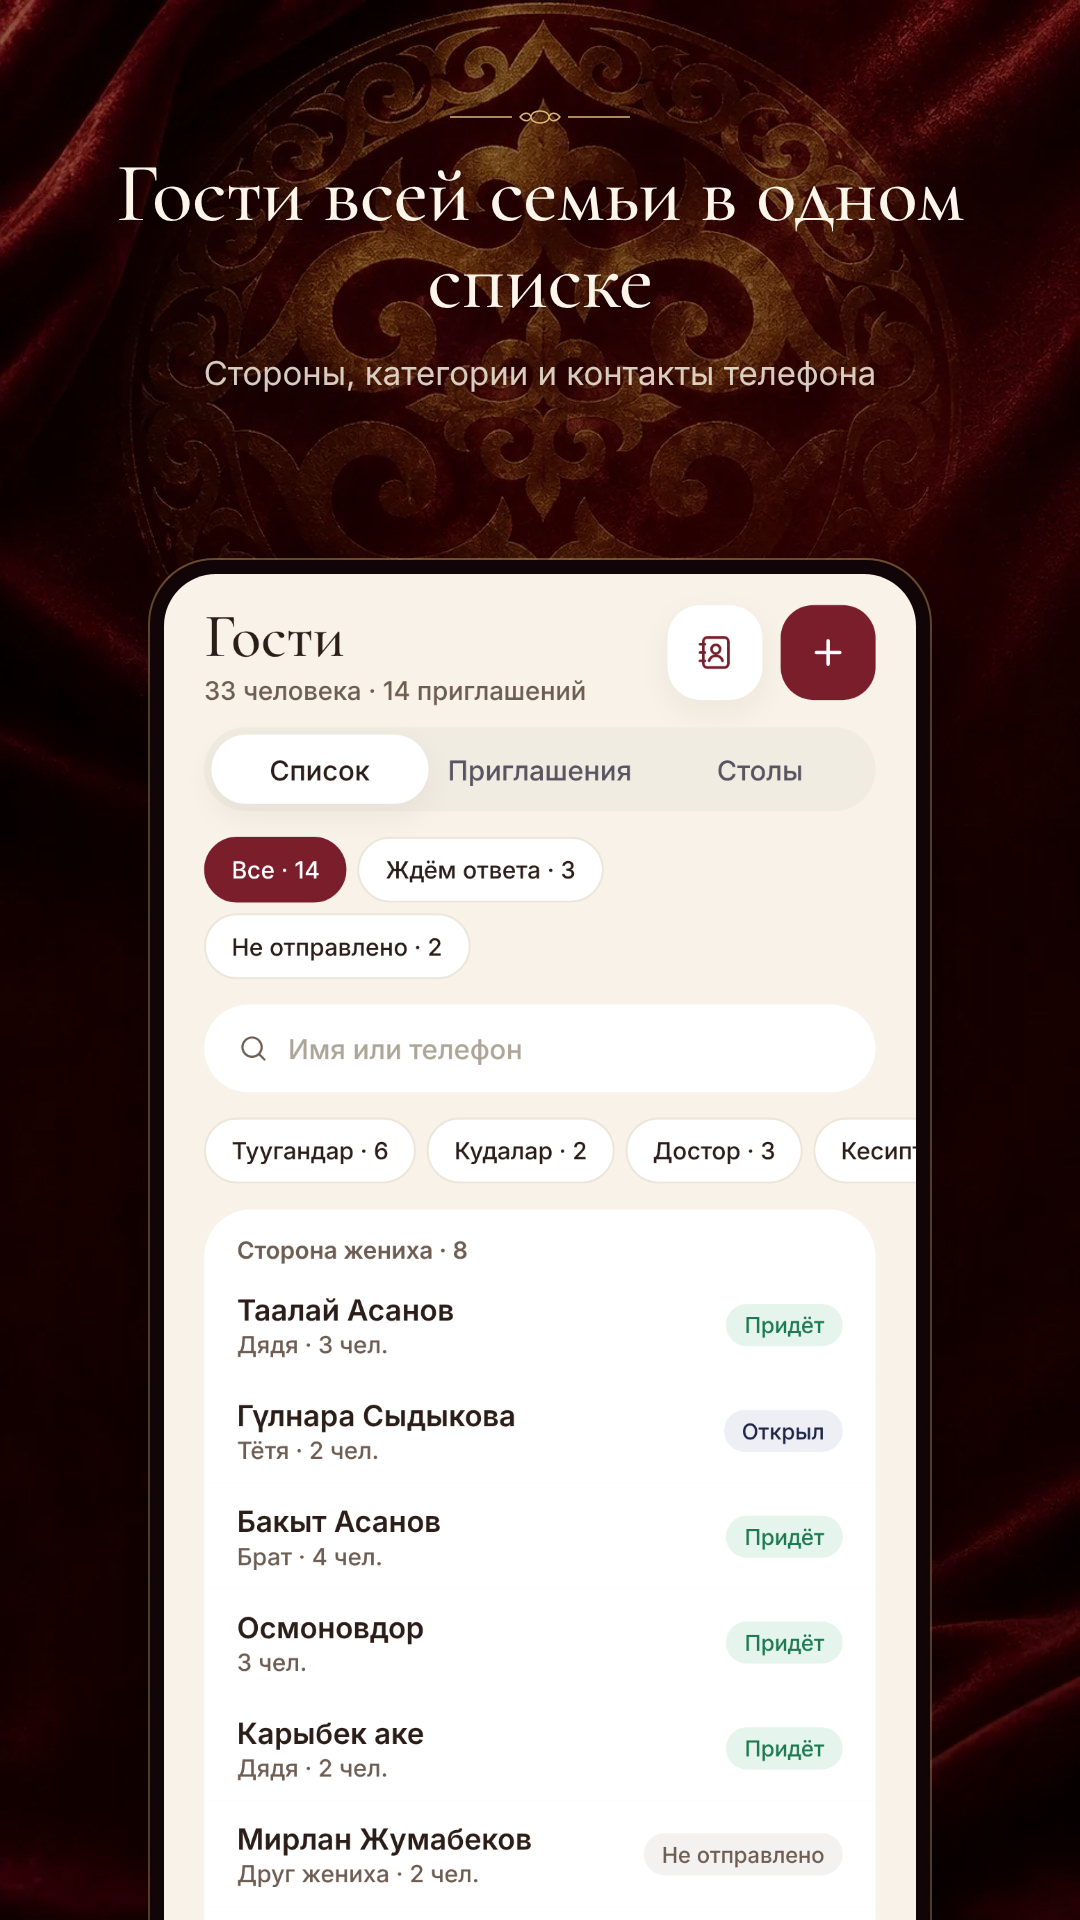 Гости всей семьи в одном
списке
Стороны, категории и контакты телефона
Гости
33 человека · 14 приглашений
Список Приглашения Столы
Все · 14 Ждём ответа · 3
Не отправлено · 2
Имя или телефон
Туугандар · 6 Кудалар · 2 Достор · 3
Сторона жениха · 8
Таалай Асанов
Придёт
Дядя · 3 чел.
Гүлнара Сыдыкова
Открыл
Тётя · 2 чел.
Бакыт Асанов
Придёт
Брат · 4 чел.
Осмоновдор
Придёт
3 чел.
Карыбек аке
Придёт
Дядя · 2 чел.
Мирлан Жумабеков
Не отправлено
Друг жениха · 2 чел.